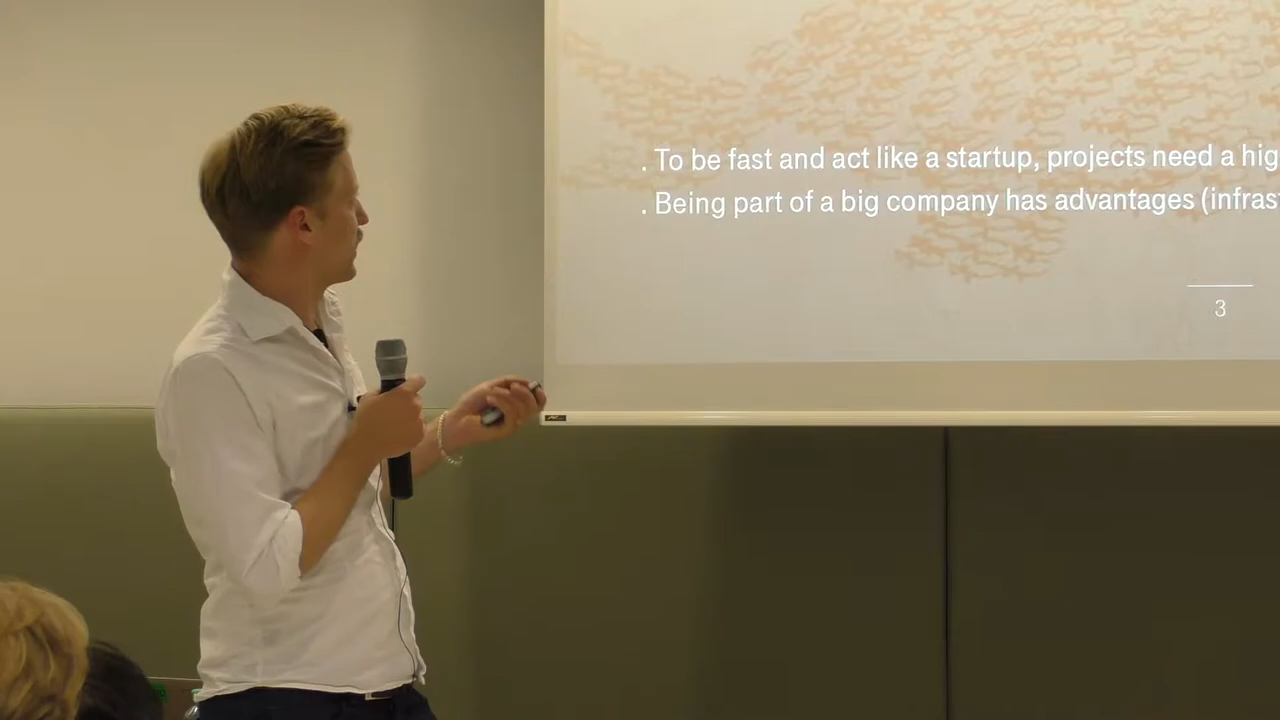 . To be fast and act like a startup, projects need a hig
. Being part of a big company has advantages (infras
3